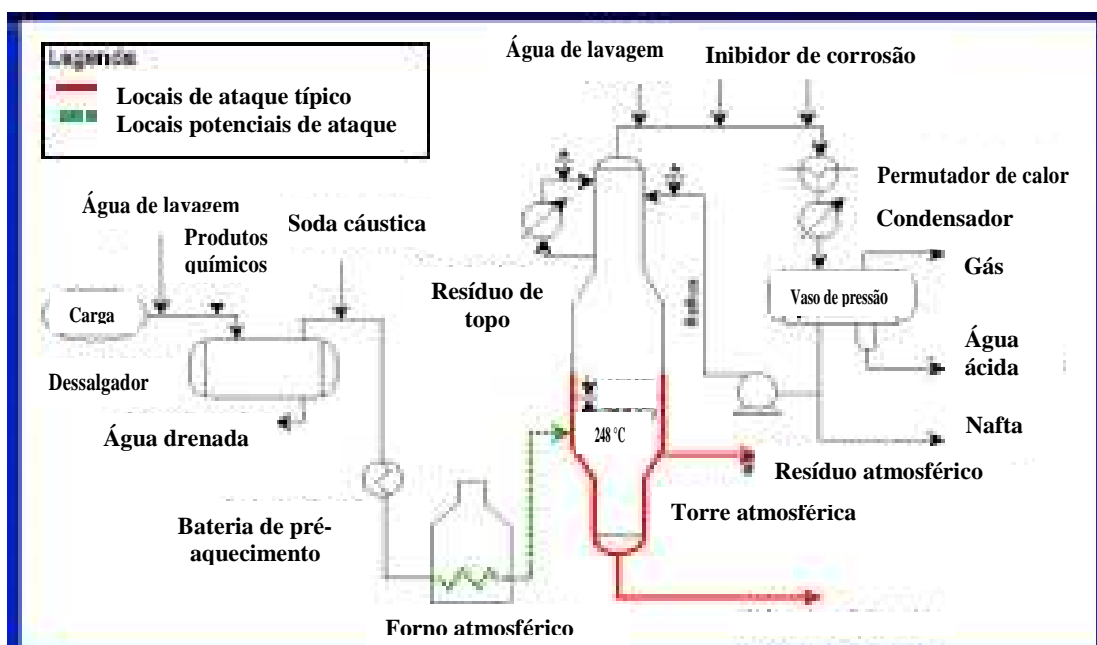 Legenda
Locais de ataque típico
Locais potenciais de ataque
Água de lavagem
Inibidor de corrosão
Permutador de calor
Condensador
Gás
Vaso de pressão
Água
ácida
Nafta
Água de lavagem
Produtos
químicos
Soda cáustica
Carga
Dessalgador
Água drenada
Resíduo de
topo
Refluxo
248 °C
Resíduo atmosférico
Torre atmosférica
Bateria de pré-
aquecimento
Forno atmosférico